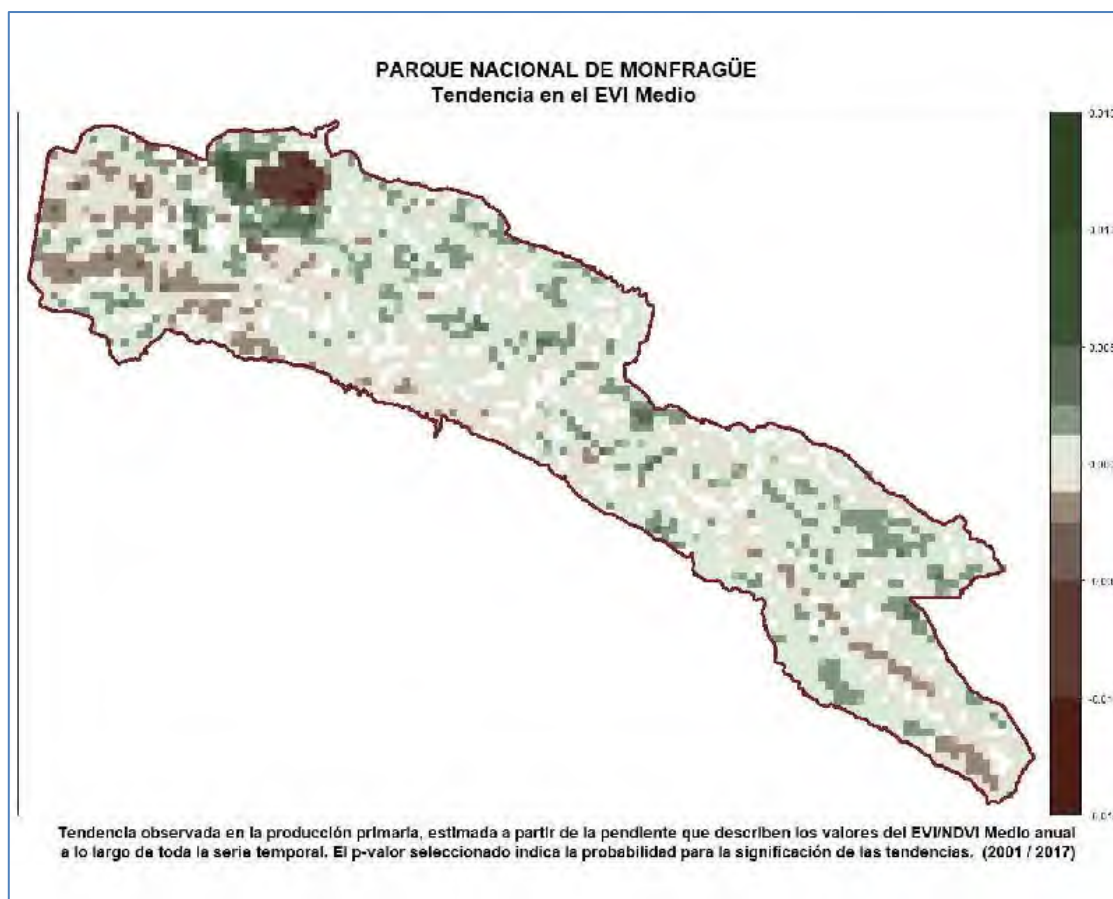 PARQUE NACIONAL DE MONFRAGÜE
Tendencia en el EVI Medio
Tendencia observada en la producción primaria, estimada a partir de la pendiente que describen los valores del EVI/NDVI Medio anual
a lo largo de toda la serie temporal. El p-valor seleccionado indica la probabilidad para la significación de las tendencias. (2001 / 2017)